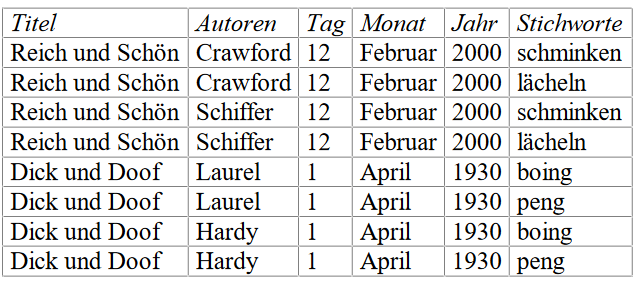 Titel Autoren Tag Monat Jahr Stichworte
Reich und Schön Crawford 12 Februar 2000 schminken
Reich und Schön Crawford 12 Februar 2000 lächeln
Reich und Schön Schiffer 12 Februar 2000 schminken
Reich und Schön Schiffer 12 Februar 2000 lächeln
Dick und Doof Laurel 1 April 1930 boing
Dick und Doof Laurel 1 April 1930 peng
Dick und Doof Hardy 1 April 1930 boing
Dick und Doof Hardy 1 April 1930 peng